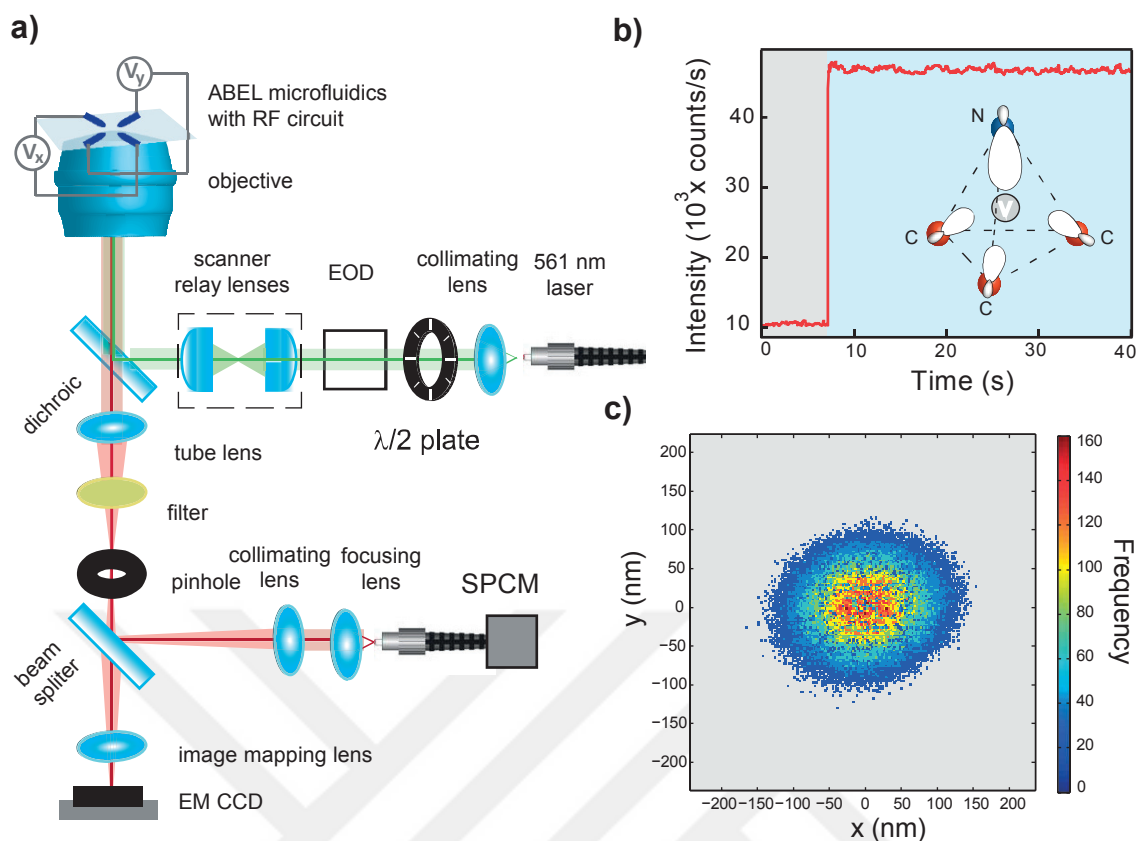 a)
V_y
V_x
ABEL microfluidics
with RF circuit
objective
scanner
relay lenses
EOD
collimating
lens
561 nm
laser
dichroic
λ/2 plate
tube lens
filter
pinhole
collimating
lens
focusing
lens
SPCM
beam
spliter
image mapping lens
EM CCD
b)
Intensity (10³x counts/s)
40
30
20
10
0
10
20
30
40
Time (s)
N
V
C
C
C
c)
y (nm)
200
150
100
50
0
−50
−100
−150
−200
−200
−150
−100
−50
0
50
100
150
200
x (nm)
160
140
120
100
80
60
40
20
0
Frequency